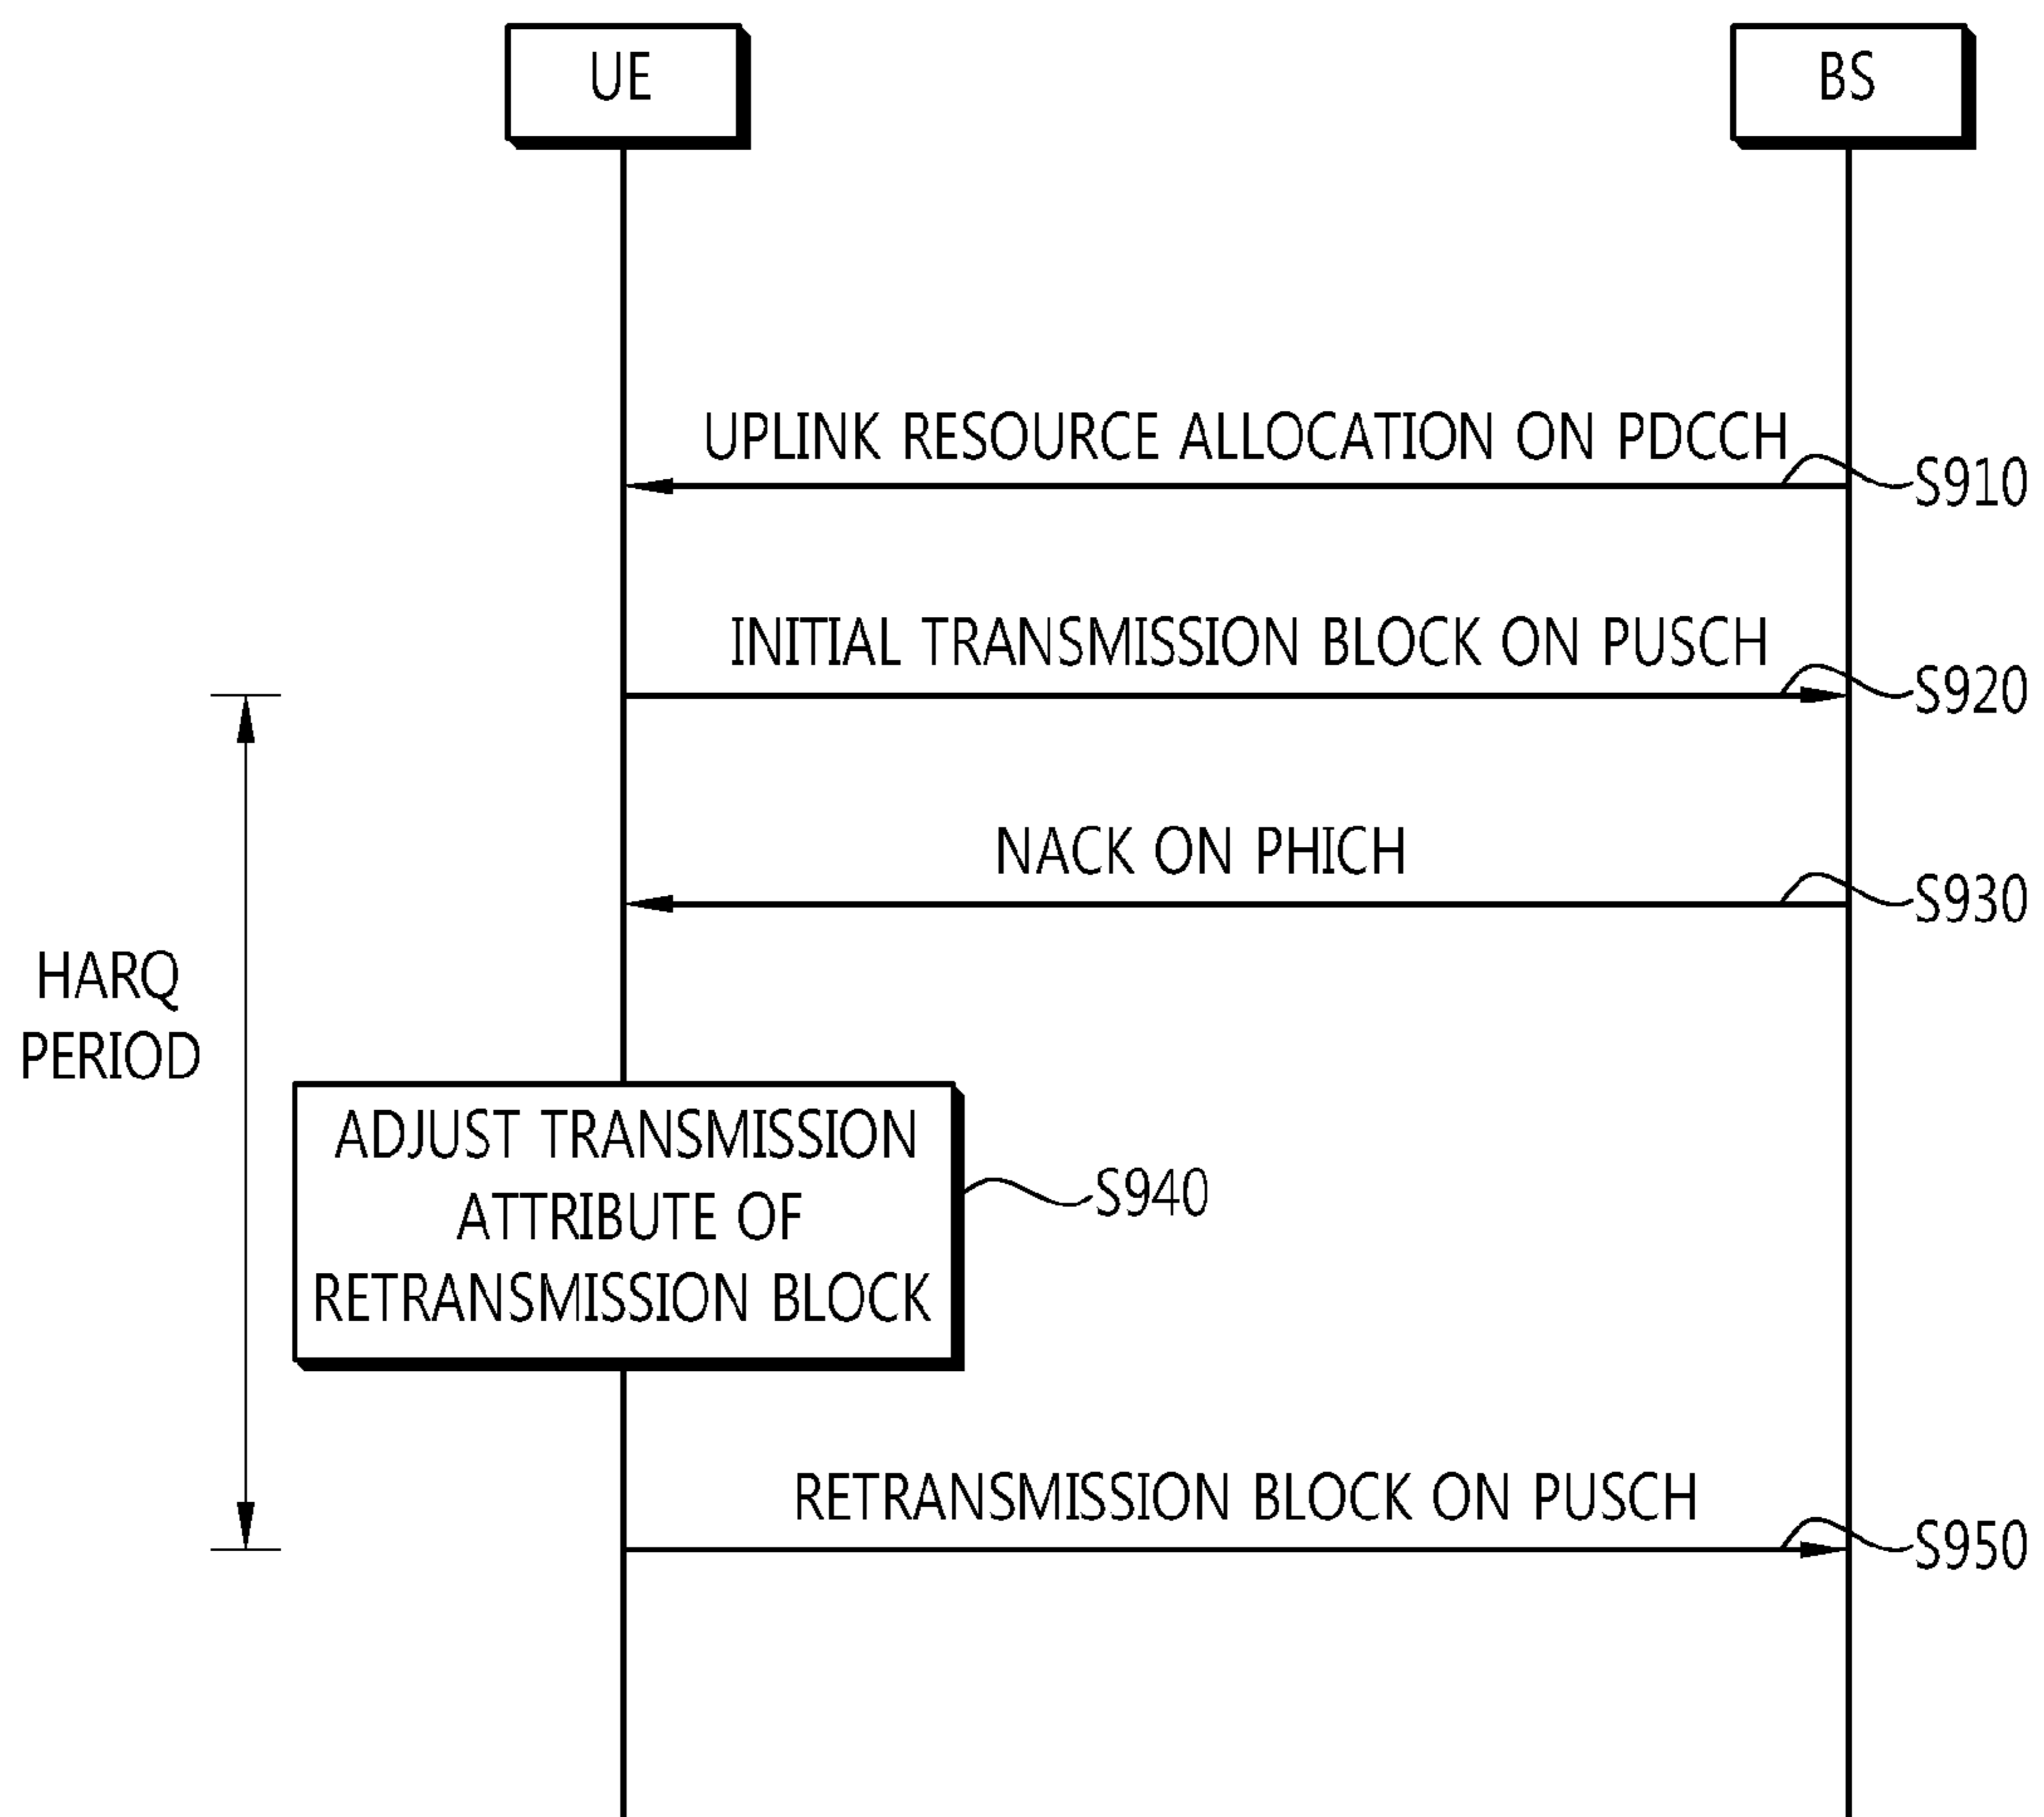 UE
BS
UPLINK RESOURCE ALLOCATION ON PDCCH
S910
INITIAL TRANSMISSION BLOCK ON PUSCH
S920
NACK ON PHICH
S930
HARQ
PERIOD
ADJUST TRANSMISSION
ATTRIBUTE OF
RETRANSMISSION BLOCK
S940
RETRANSMISSION BLOCK ON PUSCH
S950